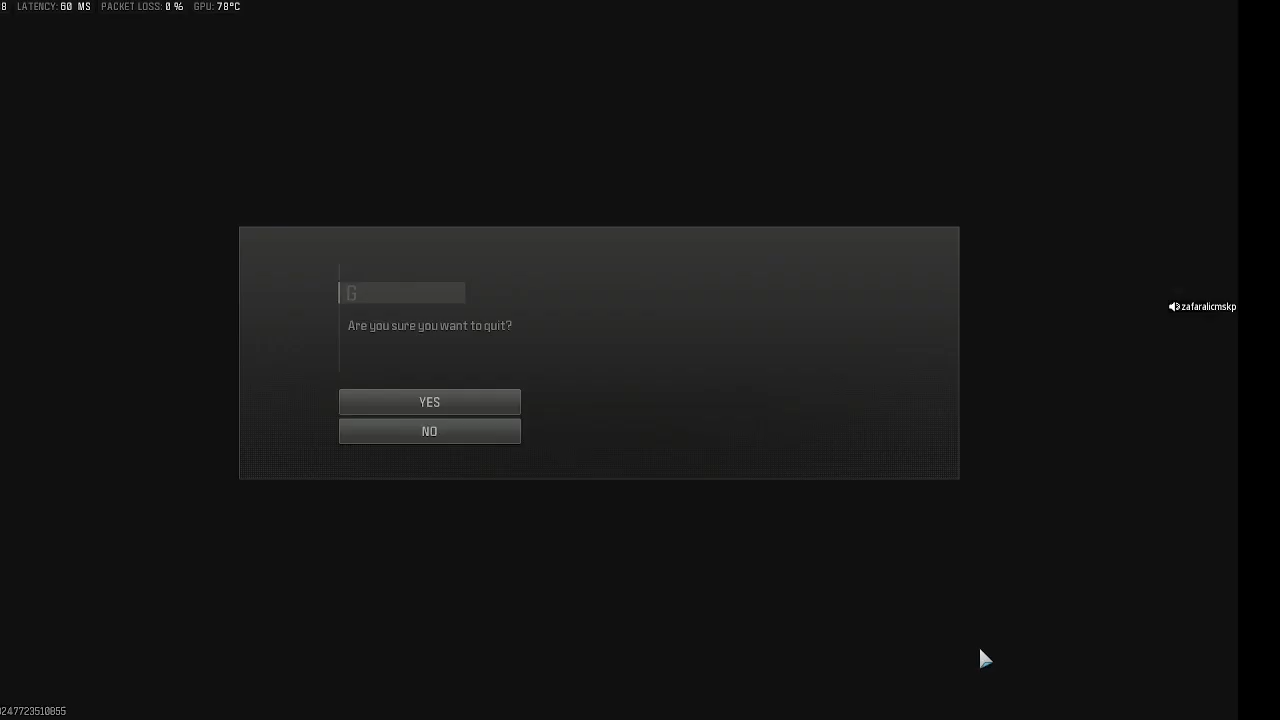 8 LATENCY: 60 MS PACKET LOSS: 0 % GPU: 78°C
zafaralicmskp
G
Are you sure you want to quit?
YES
NO
247723510855